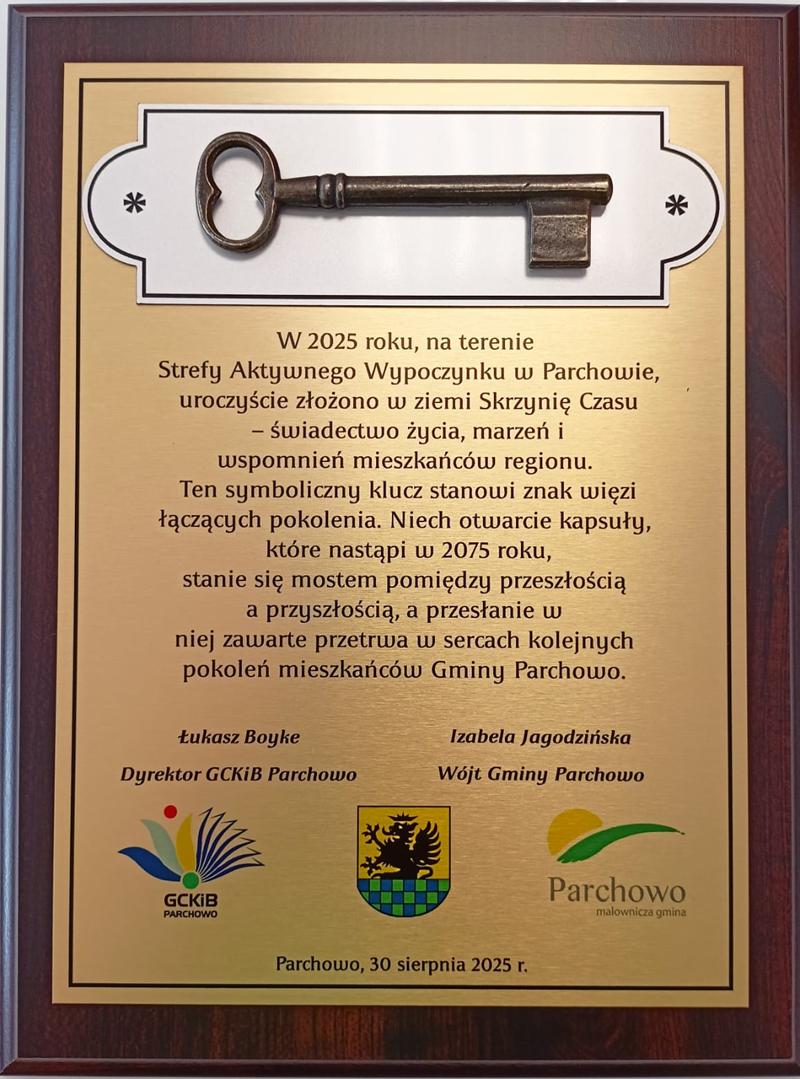 * *
W 2025 roku, na terenie
Strefy Aktywnego Wypoczynku w Parchowie,
uroczyście złożono w ziemi Skrzynię Czasu
– świadectwo życia, marzeń i
wspomnień mieszkańców regionu.
Ten symboliczny klucz stanowi znak więzi
łączących pokolenia. Niech otwarcie kapsuły,
które nastąpi w 2075 roku,
stanie się mostem pomiędzy przeszłością
a przyszłością, a przesłanie w
niej zawarte przetrwa w sercach kolejnych
pokoleń mieszkańców Gminy Parchowo.
Łukasz Boyke
Dyrektor GCKiB Parchowo
Izabela Jagodzińska
Wójt Gminy Parchowo
GCKiB
PARCHOWO
Parchowo
malownicza gmina
Parchowo, 30 sierpnia 2025 r.